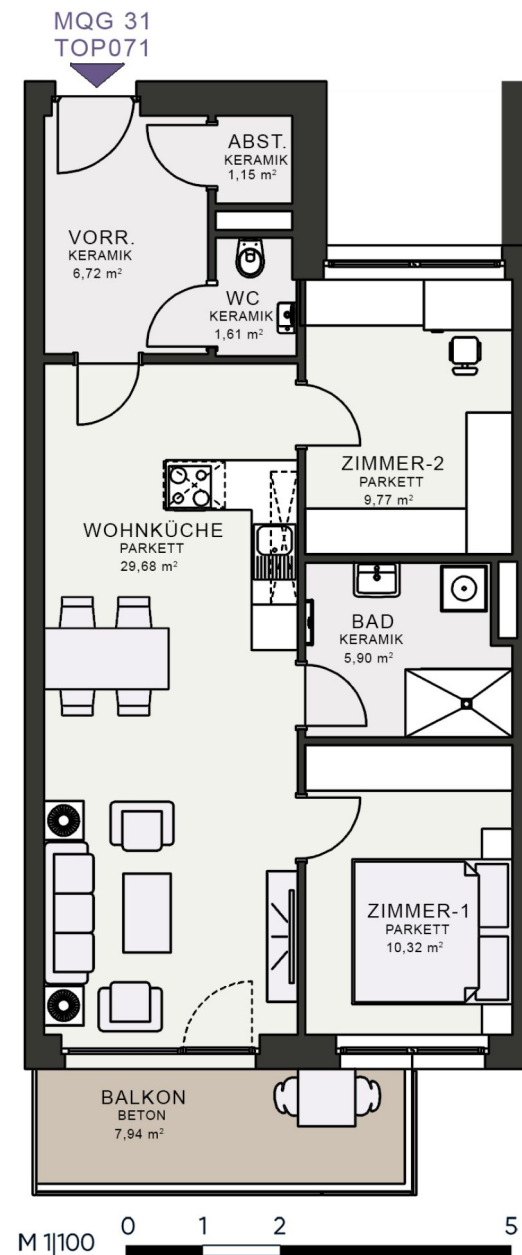 MQG 31
TOP071
ABST.
KERAMIK
1,15 m²
VORR.
KERAMIK
6,72 m²
WC
KERAMIK
1,61 m²
ZIMMER-2
PARKETT
9,77 m²
WOHNKÜCHE
PARKETT
29,68 m²
BAD
KERAMIK
5,90 m²
ZIMMER-1
PARKETT
10,32 m²
BALKON
BETON
7,94 m²
M 1|100
0 1 2 5